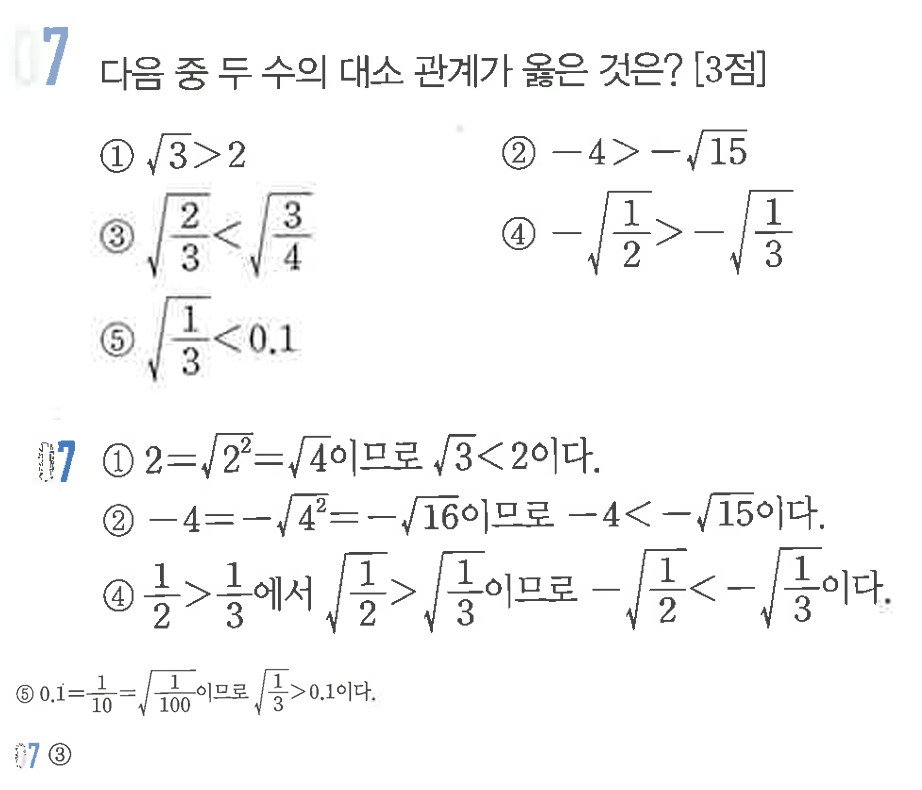 07
다음 중 두 수의 대소 관계가 옳은 것은? [3점]
① √3 > 2
② -4 > -√15
③ √(2/3) < √(3/4)
④ -√(1/2) > -√(1/3)
⑤ √(1/3) < 0.1
07 ① 2=√(2²)=√4이므로 √3<2이다.
② -4=-√(4²)=-√16이므로 -4<-√15이다.
④ 1/2>1/3에서 √(1/2)>√(1/3)이므로 -√(1/2)<-√(1/3)이다.
⑤ 0.1=1/10=√(1/100)이므로 √(1/3)>0.1이다.
07 ③